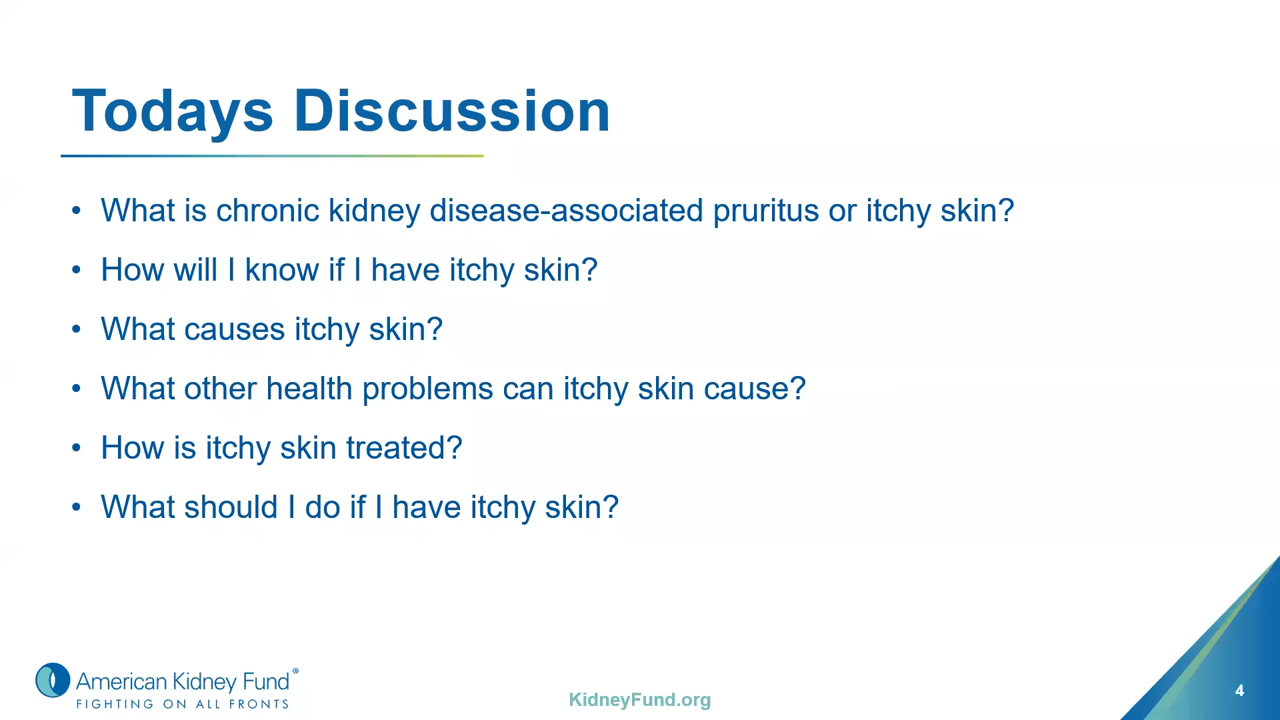 Todays Discussion
• What is chronic kidney disease-associated pruritus or itchy skin?
• How will I know if I have itchy skin?
• What causes itchy skin?
• What other health problems can itchy skin cause?
• How is itchy skin treated?
• What should I do if I have itchy skin?
American Kidney Fund®
FIGHTING ON ALL FRONTS
KidneyFund.org
4